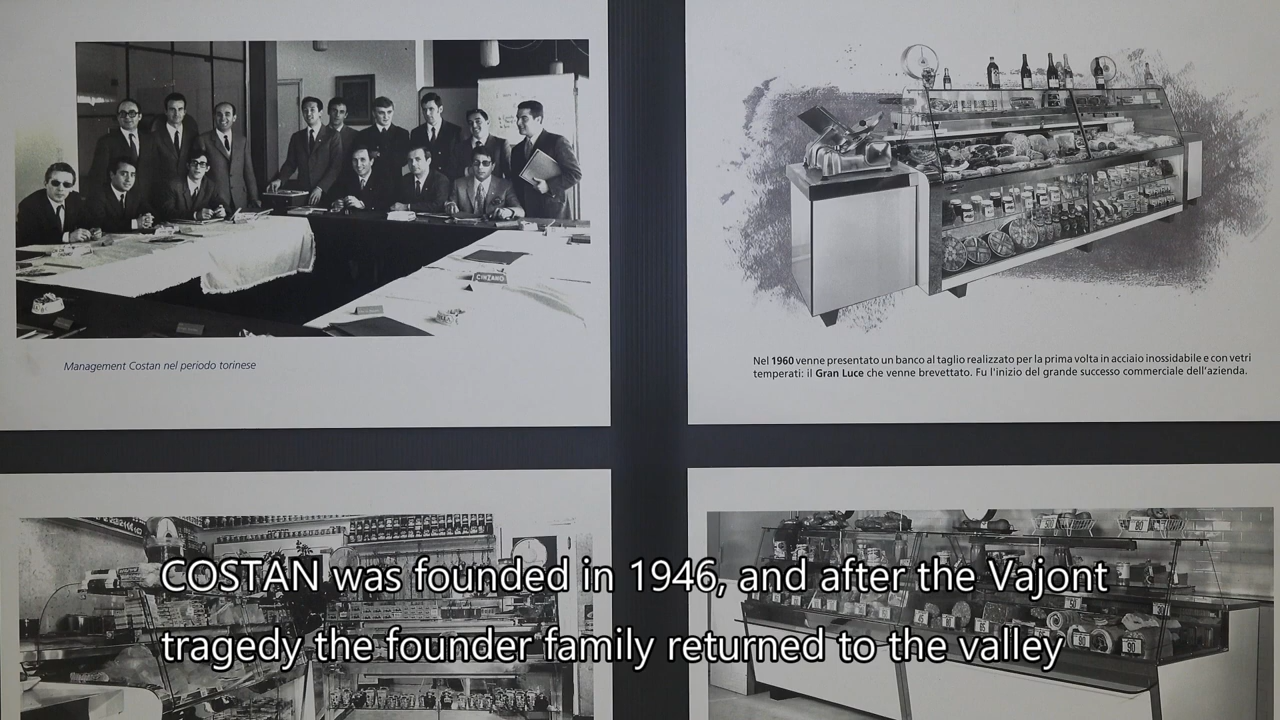 CINZANO
Management Costan nel periodo torinese
Nel 1960 venne presentato un banco al taglio realizzato per la prima volta in acciaio inossidabile e con vetri
temperati: il Gran Luce che venne brevettato. Fu l'inizio del grande successo commerciale dell'azienda.
COSTAN was founded in 1946, and after the Vajont
tragedy the founder family returned to the valley